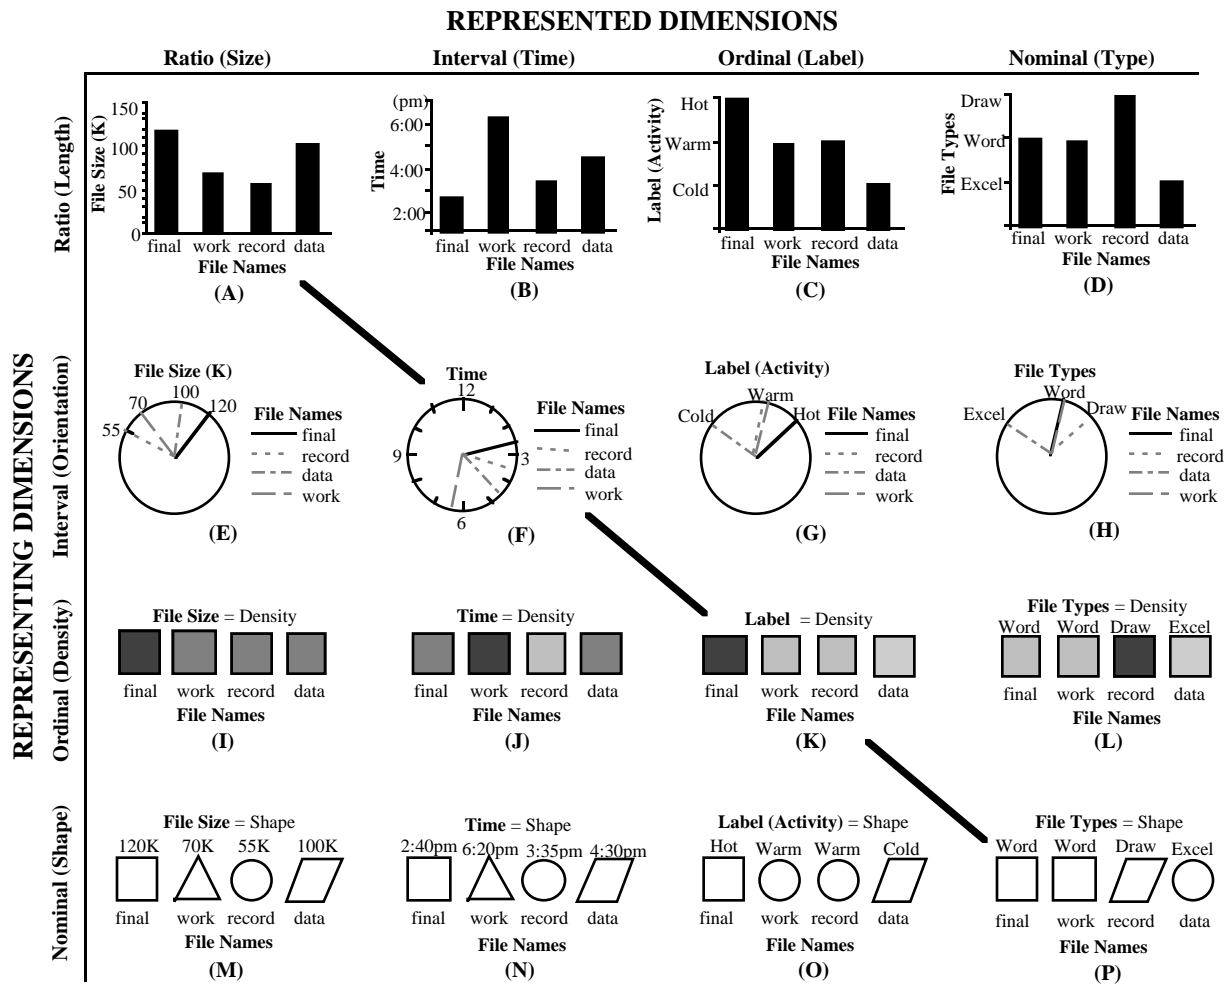 REPRESENTED DIMENSIONS
Ratio (Size) Interval (Time) Ordinal (Label) Nominal (Type)
REPRESENTING DIMENSIONS
Ratio (Length)
File Size (K)
150
100
50
0
final work record data
File Names
(A)
Time
(pm)
6:00
4:00
2:00
final work record data
File Names
(B)
Label (Activity)
Hot
Warm
Cold
final work record data
File Names
(C)
File Types
Draw
Word
Excel
final work record data
File Names
(D)
Interval (Orientation)
File Size (K)
55 70 100 120
File Names
final
record
data
work
(E)
Time
12
3
6
9
File Names
final
record
data
work
(F)
Label (Activity)
Cold Warm Hot
File Names
final
record
data
work
(G)
File Types
Excel Word Draw
File Names
final
record
data
work
(H)
Ordinal (Density)
File Size = Density
final work record data
File Names
(I)
Time = Density
final work record data
File Names
(J)
Label = Density
final work record data
File Names
(K)
File Types = Density
Word Word Draw Excel
final work record data
File Names
(L)
Nominal (Shape)
File Size = Shape
120K 70K 55K 100K
final work record data
File Names
(M)
Time = Shape
2:40pm 6:20pm 3:35pm 4:30pm
final work record data
File Names
(N)
Label (Activity) = Shape
Hot Warm Warm Cold
final work record data
File Names
(O)
File Types = Shape
Word Word Draw Excel
final work record data
File Names
(P)